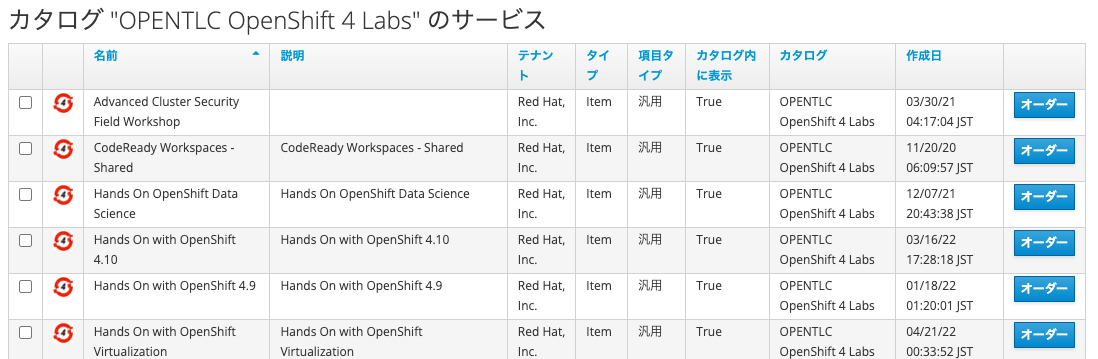 カタログ "OPENTLC OpenShift 4 Labs" のサービス
名前 説明 テナント タイプ 項目タイプ カタログ内に表示 カタログ 作成日
Advanced Cluster Security Field Workshop Red Hat, Inc. Item 汎用 True OPENTLC OpenShift 4 Labs 03/30/21 04:17:04 JST オーダー
CodeReady Workspaces - Shared CodeReady Workspaces - Shared Red Hat, Inc. Item 汎用 True OPENTLC OpenShift 4 Labs 11/20/20 06:09:57 JST オーダー
Hands On OpenShift Data Science Hands On OpenShift Data Science Red Hat, Inc. Item 汎用 True OPENTLC OpenShift 4 Labs 12/07/21 20:43:38 JST オーダー
Hands On with OpenShift 4.10 Hands On with OpenShift 4.10 Red Hat, Inc. Item 汎用 True OPENTLC OpenShift 4 Labs 03/16/22 17:28:18 JST オーダー
Hands On with OpenShift 4.9 Hands On with OpenShift 4.9 Red Hat, Inc. Item 汎用 True OPENTLC OpenShift 4 Labs 01/18/22 01:20:01 JST オーダー
Hands On with OpenShift Virtualization Hands On with OpenShift Virtualization Red Hat, Inc. Item 汎用 True OPENTLC OpenShift 4 Labs 04/21/22 00:33:52 JST オーダー